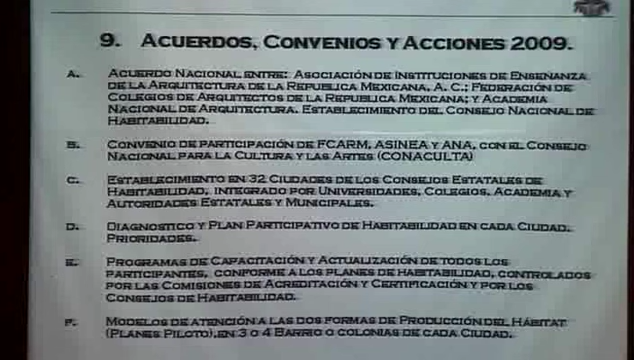 9. ACUERDOS, CONVENIOS Y ACCIONES 2009.
A. ACUERDO NACIONAL ENTRE: ASOCIACIÓN DE INSTITUCIONES DE ENSEÑANZA
DE LA ARQUITECTURA DE LA REPUBLICA MEXICANA, A. C.; FEDERACIÓN DE
COLEGIOS DE ARQUITECTOS DE LA REPUBLICA MEXICANA; Y ACADEMIA
NACIONAL DE ARQUITECTURA. ESTABLECIMIENTO DEL CONSEJO NACIONAL DE
HABITABILIDAD.
B. CONVENIO DE PARTICIPACIÓN DE FCARM, ASINEA Y ANA, CON EL CONSEJO
NACIONAL PARA LA CULTURA Y LAS ARTES (CONACULTA)
C. ESTABLECIMIENTO EN 32 CIUDADES DE LOS CONSEJOS ESTATALES DE
HABITABILIDAD, INTEGRADO POR UNIVERSIDADES, COLEGIOS, ACADEMIA Y
AUTORIDADES ESTATALES Y MUNICIPALES.
D. DIAGNOSTICO Y PLAN PARTICIPATIVO DE HABITABILIDAD EN CADA CIUDAD.
PRIORIDADES.
E. PROGRAMAS DE CAPACITACIÓN Y ACTUALIZACIÓN DE TODOS LOS
PARTICIPANTES, CONFORME A LOS PLANES DE HABITABILIDAD, CONTROLADOS
POR LAS COMISIONES DE ACREDITACIÓN Y CERTIFICACIÓN Y POR LOS
CONSEJOS DE HABITABILIDAD.
F. MODELOS DE ATENCIÓN A LAS DOS FORMAS DE PRODUCCIÓN DEL HÁBITAT
(PLANES PILOTO), EN 3 O 4 BARRIO O COLONIAS DE CADA CIUDAD.